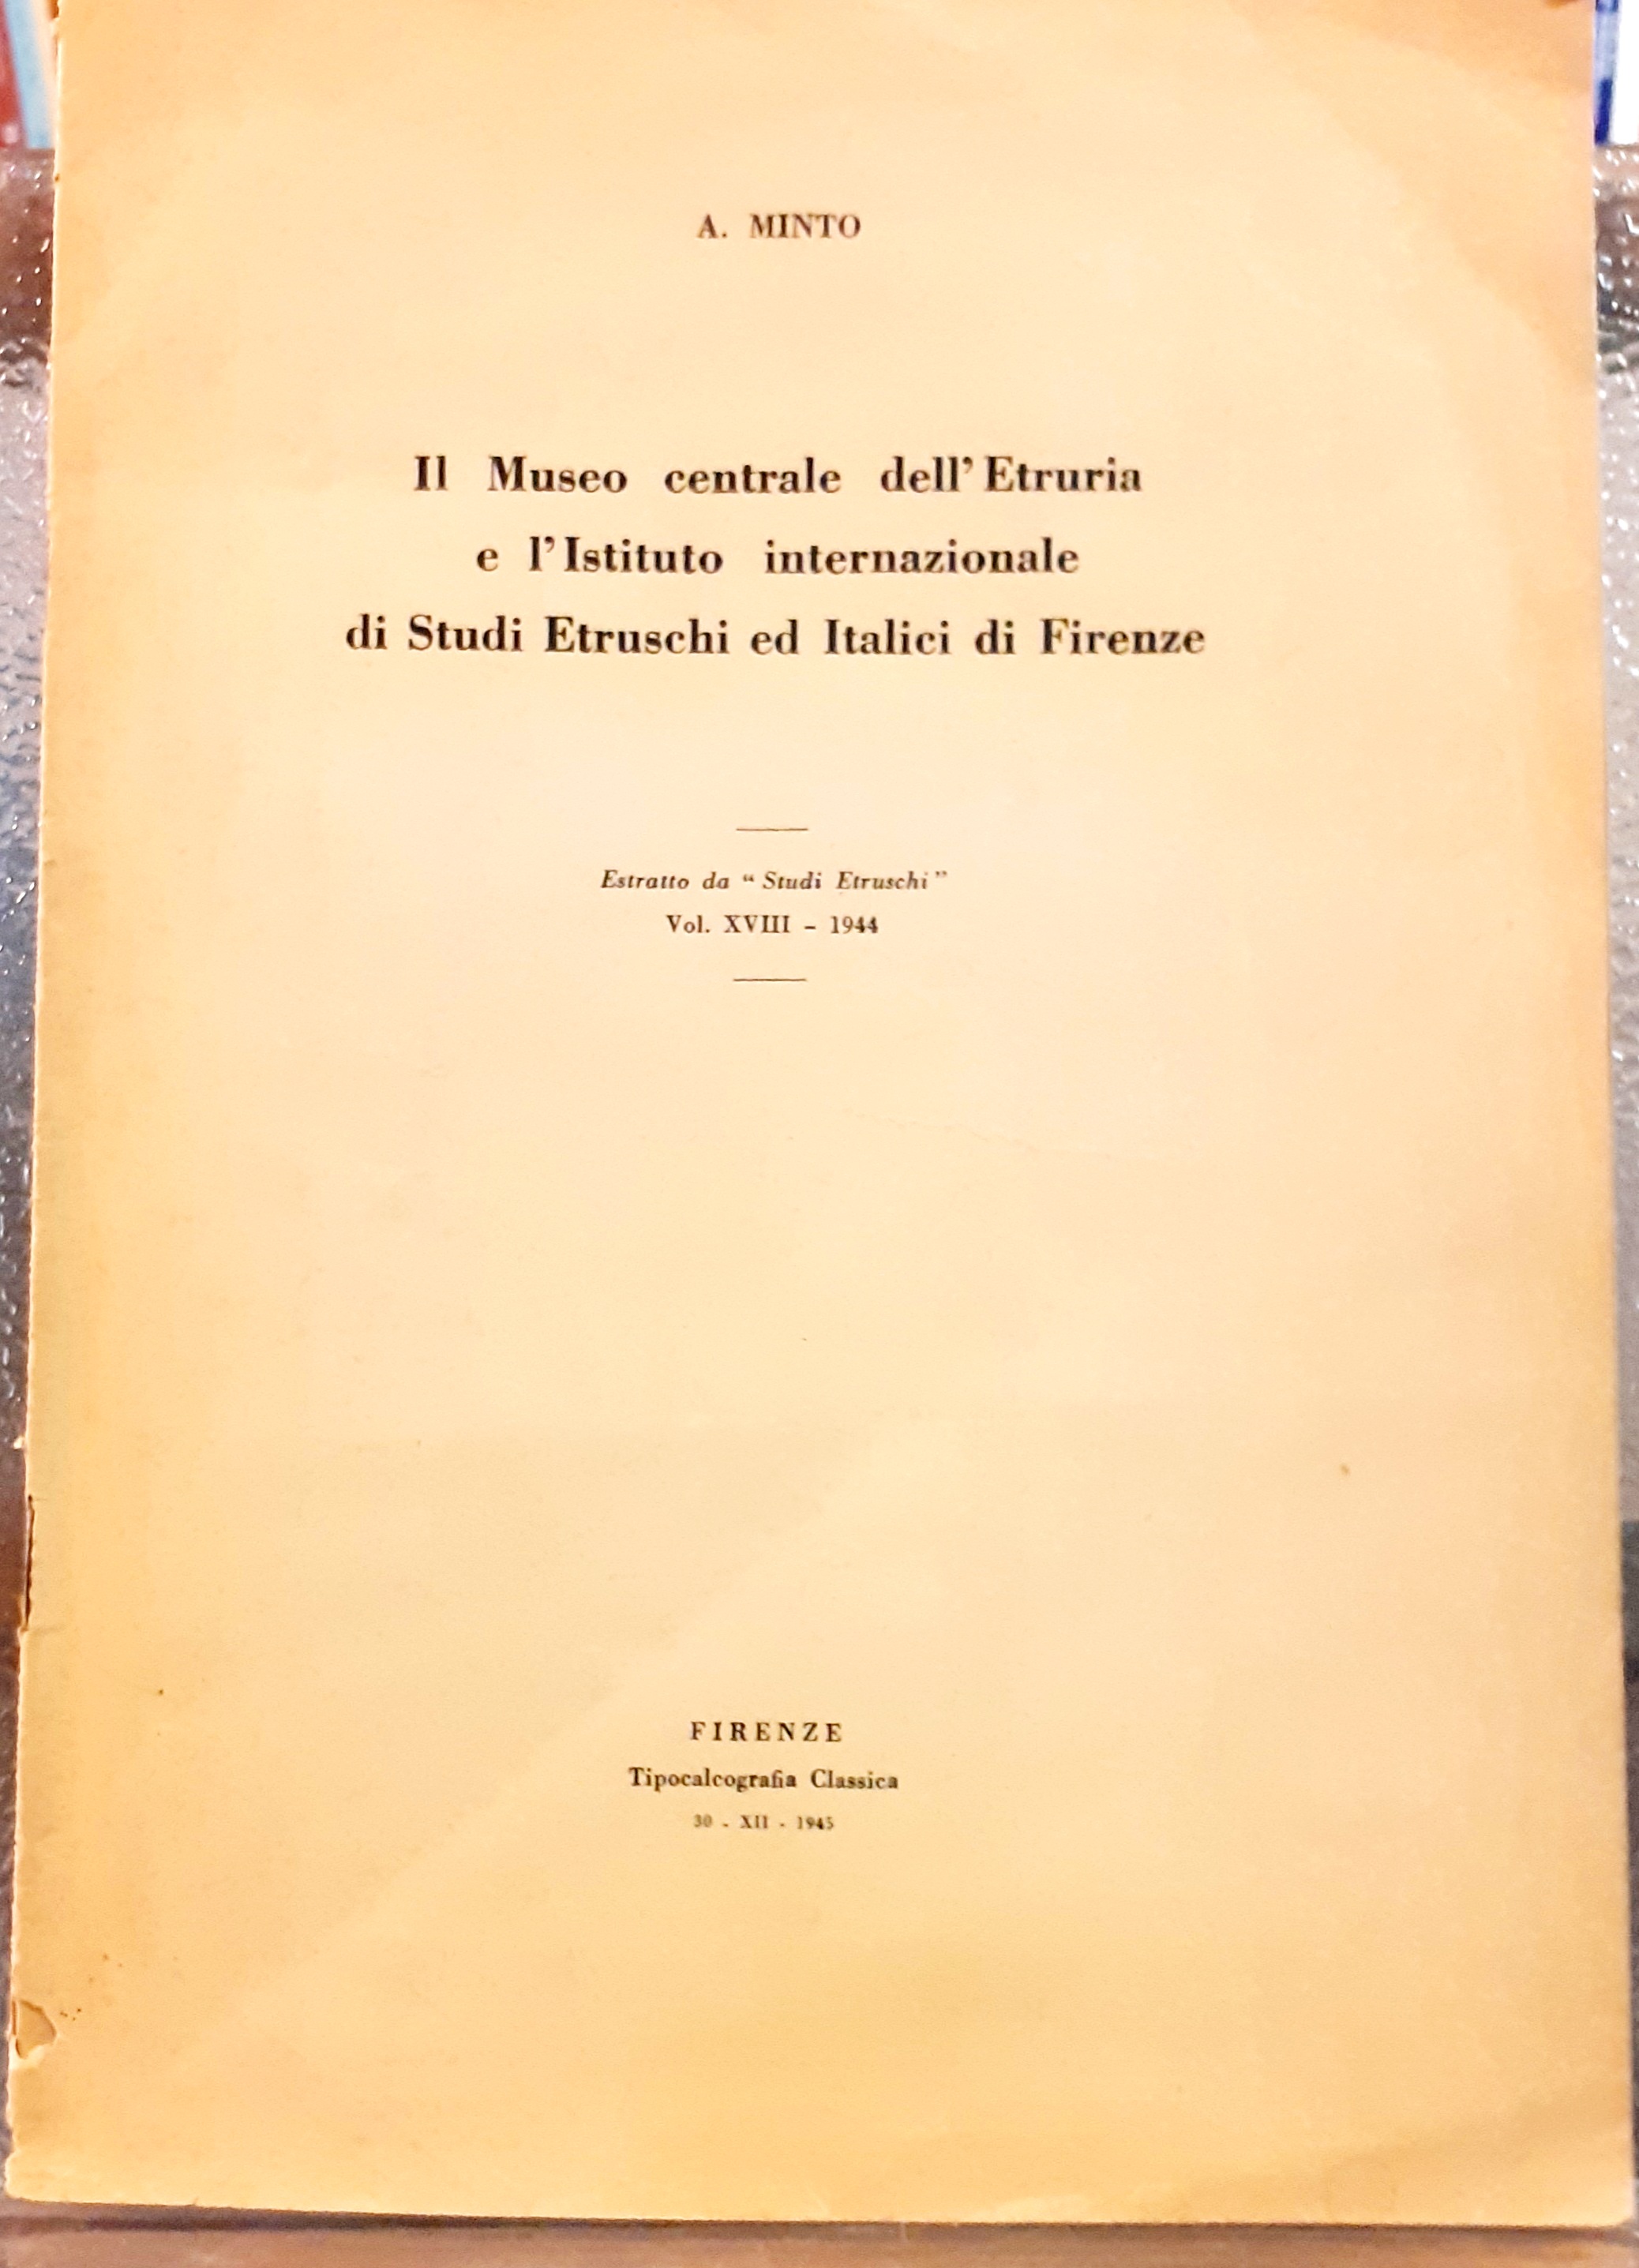 A. MINTO
Il Museo centrale dell' Etruria
e l' Istituto internazionale
di Studi Etruschi ed Italici di Firenze
Estratto da “ Studi Etruschi ”
Vol. XVIII - 1944
FIRENZE
Tipocalcografia Classica
30 - XII - 1945